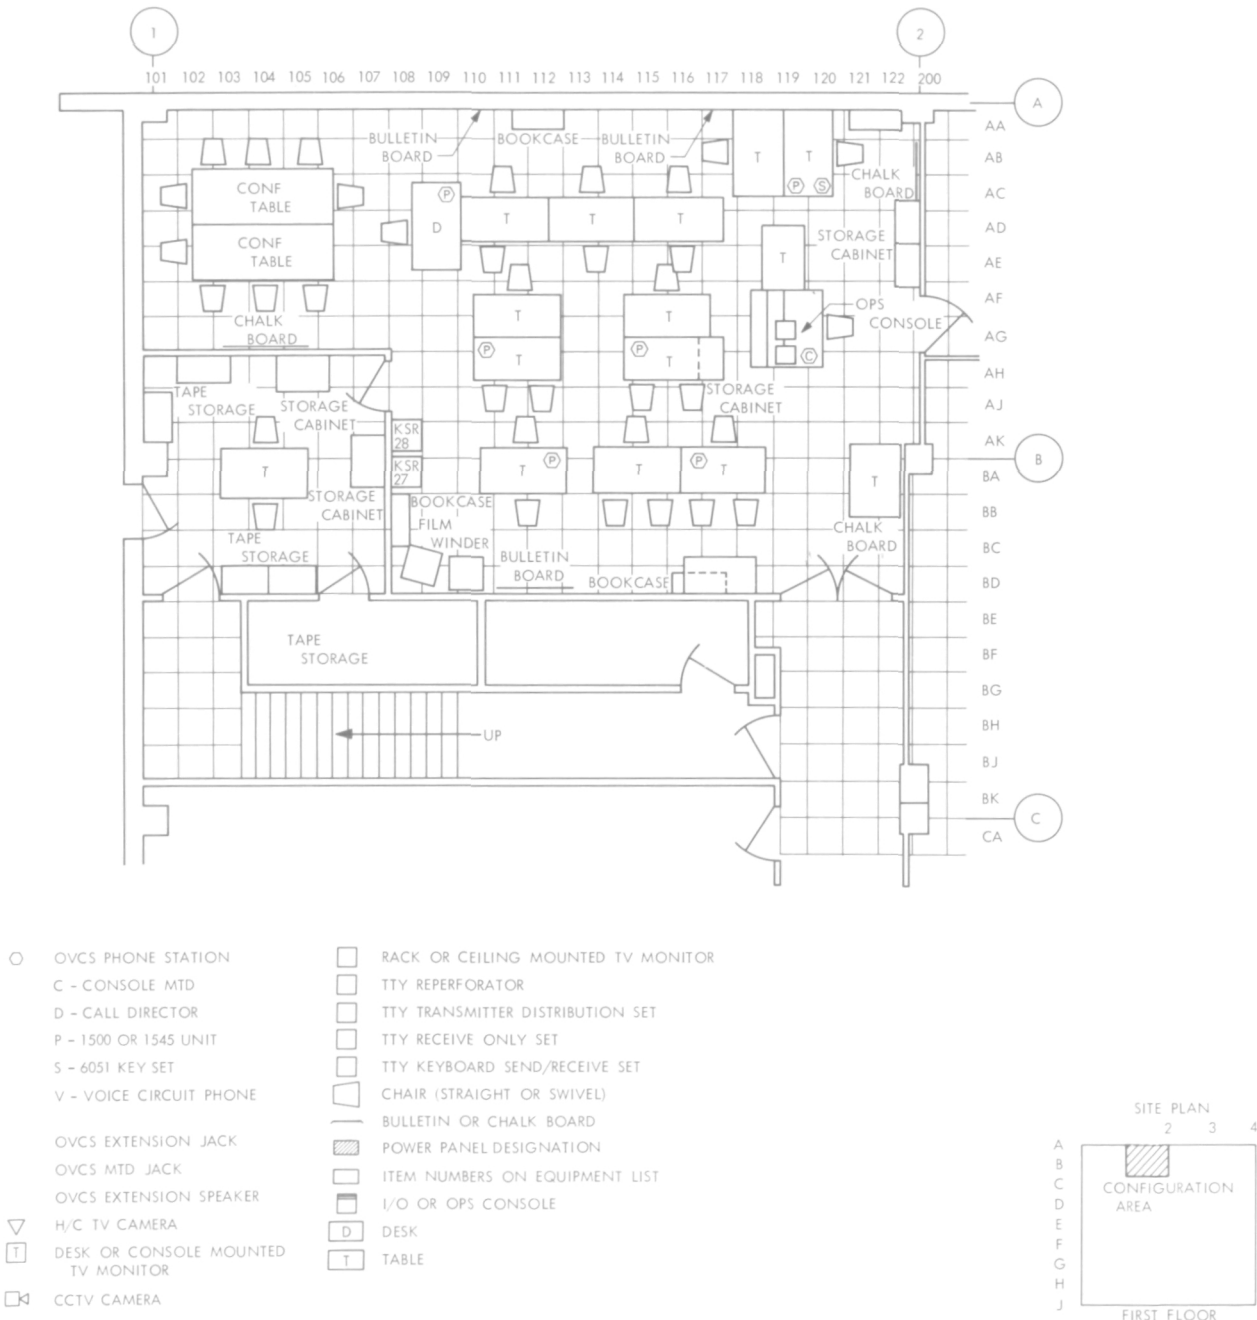 1 2
101 102 103 104 105 106 107 108 109 110 111 112 113 114 115 116 117 118 119 120 121 122 200
A
AA
BULLETIN
BOARD
BOOKCASE
BULLETIN
BOARD
AB
T T
CHALK
BOARD
CONF
TABLE
P
P S
AC
D
T T T
AD
STORAGE
CABINET
CONF
TABLE
T
AE
AF
OPS
CONSOLE
T T
CHALK
BOARD
AG
P
T
P
T
C
AH
TAPE
STORAGE
STORAGE
CABINET
STORAGE
CABINET
AJ
KSR
28
AK
B
T
KSR
27
T P
T
P T
T
BA
STORAGE
CABINET
BOOKCASE
BB
FILM
WINDER
CHALK
BOARD
TAPE
STORAGE
BC
BULLETIN
BOARD
BOOKCASE
BD
BE
TAPE
STORAGE
BF
BG
BH
UP
BJ
BK
C
CA
OVCS PHONE STATION
C - CONSOLE MTD
D - CALL DIRECTOR
P - 1500 OR 1545 UNIT
S - 6051 KEY SET
V - VOICE CIRCUIT PHONE
OVCS EXTENSION JACK
OVCS MTD JACK
OVCS EXTENSION SPEAKER
H/C TV CAMERA
T DESK OR CONSOLE MOUNTED
TV MONITOR
CCTV CAMERA
RACK OR CEILING MOUNTED TV MONITOR
TTY REPERFORATOR
TTY TRANSMITTER DISTRIBUTION SET
TTY RECEIVE ONLY SET
TTY KEYBOARD SEND/RECEIVE SET
CHAIR (STRAIGHT OR SWIVEL)
BULLETIN OR CHALK BOARD
POWER PANEL DESIGNATION
ITEM NUMBERS ON EQUIPMENT LIST
I/O OR OPS CONSOLE
D DESK
T TABLE
SITE PLAN
2 3 4
A
B
C
D
E
F
G
H
J
CONFIGURATION
AREA
FIRST FLOOR